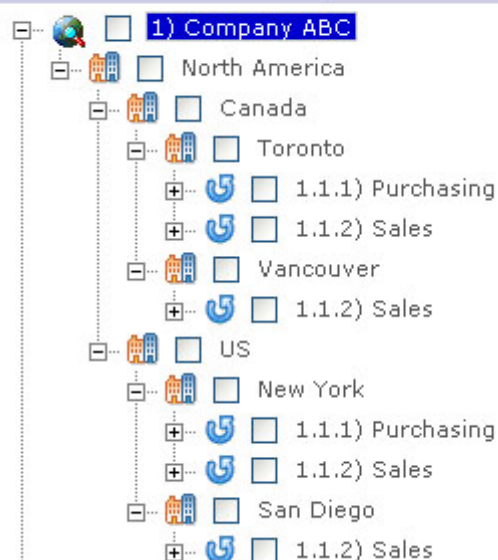 1) Company ABC
North America
Canada
Toronto
1.1.1) Purchasing
1.1.2) Sales
Vancouver
1.1.2) Sales
US
New York
1.1.1) Purchasing
1.1.2) Sales
San Diego
1.1.2) Sales